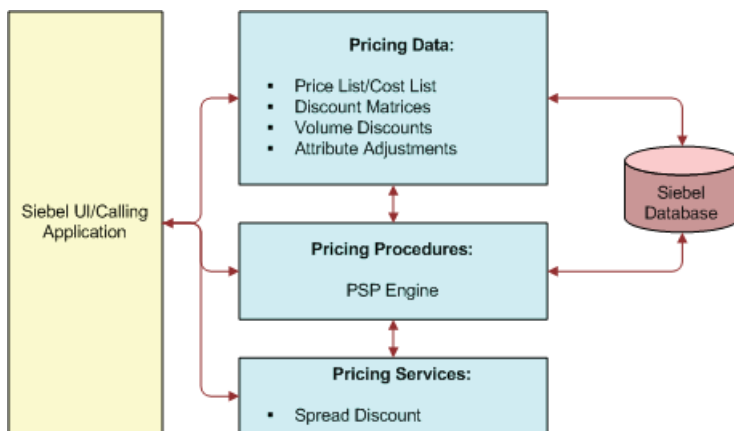 Siebel UI/Calling
Application
Pricing Data:
▪ Price List/Cost List
▪ Discount Matrices
▪ Volume Discounts
▪ Attribute Adjustments
Pricing Procedures:
PSP Engine
Pricing Services:
▪ Spread Discount
Siebel
Database